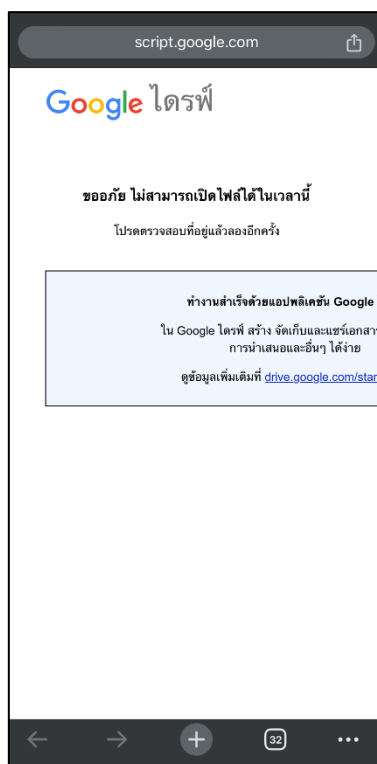 script.google.com
Google ไดรฟ์
ขออภัย ไม่สามารถเปิดไฟล์ได้ในเวลานี้
โปรดตรวจสอบที่อยู่แล้วลองอีกครั้ง
ทำงานสำเร็จด้วยแอปพลิเคชัน Google
ใน Google ไดรฟ์ สร้าง จัดเก็บและแชร์เอกสาร
การนำเสนอและอื่นๆ ได้ง่าย
ดูข้อมูลเพิ่มเติมที่ drive.google.com/star
32